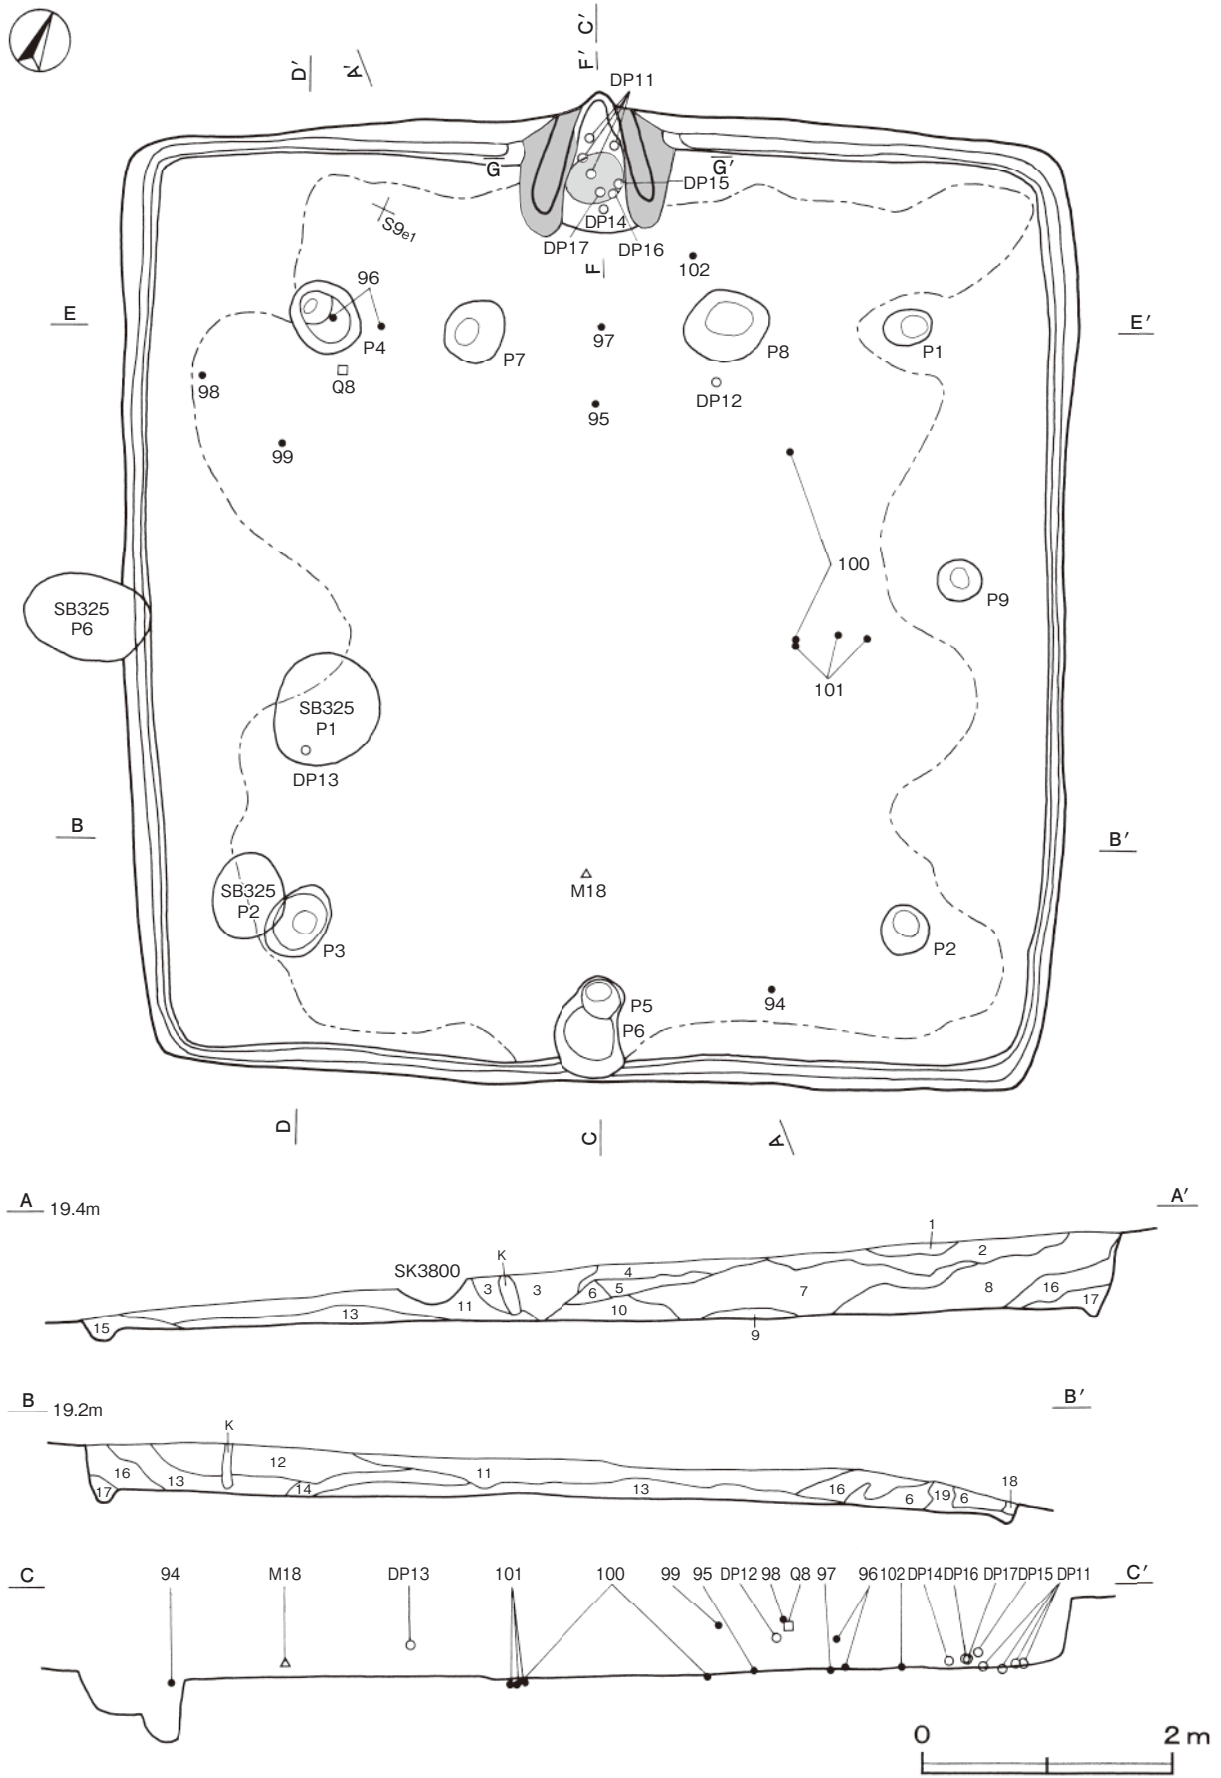 C′
F′
D′
A′
DP11
G
G′
DP15
S9e1
DP14
DP17
DP16
F
102
96
E
E′
P4
P7
97
P8
P1
Q8
98
DP12
95
99
100
P9
SB325
P6
101
SB325
P1
DP13
B
B′
M18
SB325
P2
P3
P2
94
P5
P6
D
C
A
A 19.4m
A′
1
K
2
SK3800
4
3
3
5
6
7
8
16
11
10
13
17
15
9
B 19.2m
B′
K
12
16
11
18
13
14
13
16
17
6
19
6
C
94
M18
DP13
101
100
99
95
DP12
98
Q8
97
96
102
DP14
DP16
DP17
DP15
DP11
C′
0
2 m